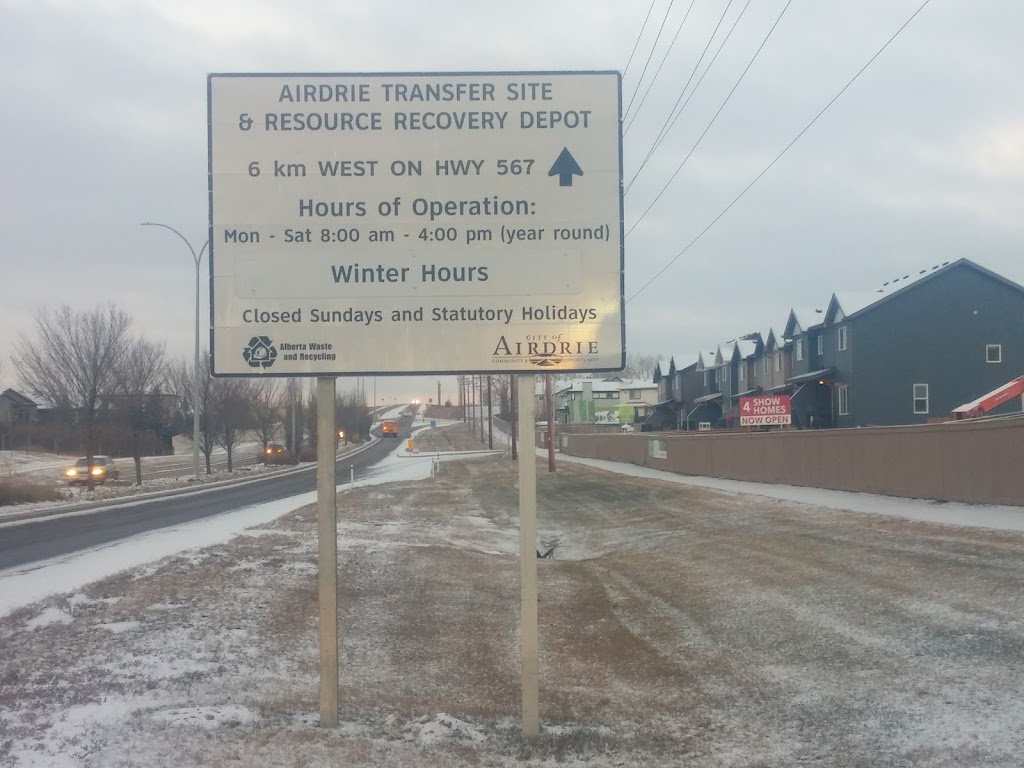 AIRDRIE TRANSFER SITE
& RESOURCE RECOVERY DEPOT
6 km WEST ON HWY 567
Hours of Operation:
Mon - Sat 8:00 am - 4:00 pm (year round)
Winter Hours
Closed Sundays and Statutory Holidays
Alberta Waste
and Recycling
CITY OF
AIRDRIE
4 SHOW
HOMES
NOW OPEN